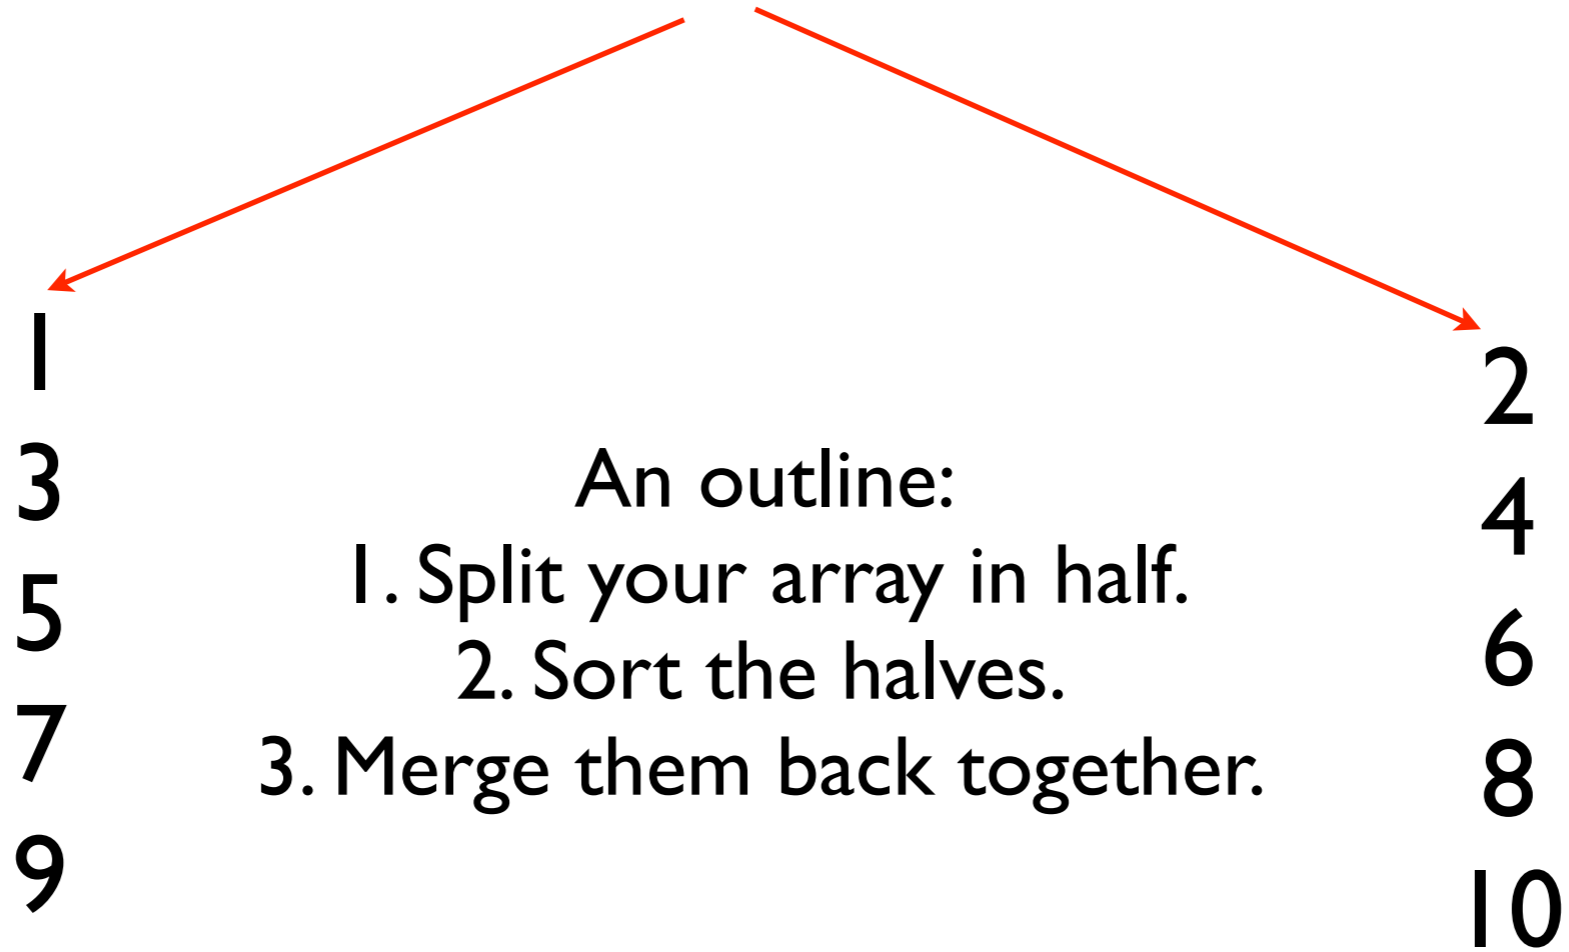 1
3
5
7
9
An outline:
1. Split your array in half.
2. Sort the halves.
3. Merge them back together.
2
4
6
8
10